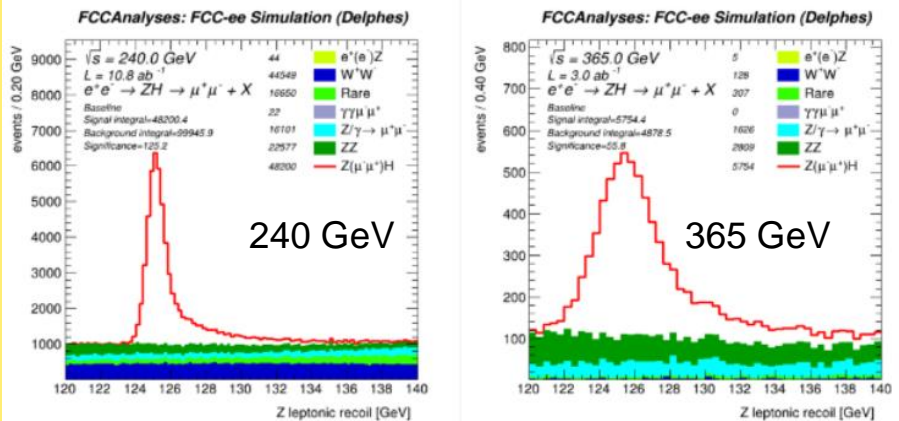 FCCAnalyses: FCC-ee Simulation (Delphes)
events / 0.20 GeV
√s = 240.0 GeV
L = 10.8 ab⁻¹
e⁺e⁻ → ZH → μ⁺μ⁻ + X
Baseline
Signal integral=48200.4
Background integral=99945.9
Significance=125.2
44 e⁺(e⁻)Z
44549 W⁺W⁻
16650 Rare
22 γγμ⁻μ⁺
16101 Z/γ → μ⁺μ⁻
22577 ZZ
48200 Z(μ⁻μ⁺)H
240 GeV
9000
8000
7000
6000
5000
4000
3000
2000
1000
120 122 124 126 128 130 132 134 136 138 140
Z leptonic recoil [GeV]
FCCAnalyses: FCC-ee Simulation (Delphes)
events / 0.40 GeV
√s = 365.0 GeV
L = 3.0 ab⁻¹
e⁺e⁻ → ZH → μ⁺μ⁻ + X
Baseline
Signal integral=5754.4
Background integral=4878.5
Significance=55.8
5 e⁺(e⁻)Z
128 W⁺W⁻
307 Rare
0 γγμ⁻μ⁺
1626 Z/γ → μ⁺μ⁻
2809 ZZ
5754 Z(μ⁻μ⁺)H
365 GeV
800
700
600
500
400
300
200
100
120 122 124 126 128 130 132 134 136 138 140
Z leptonic recoil [GeV]